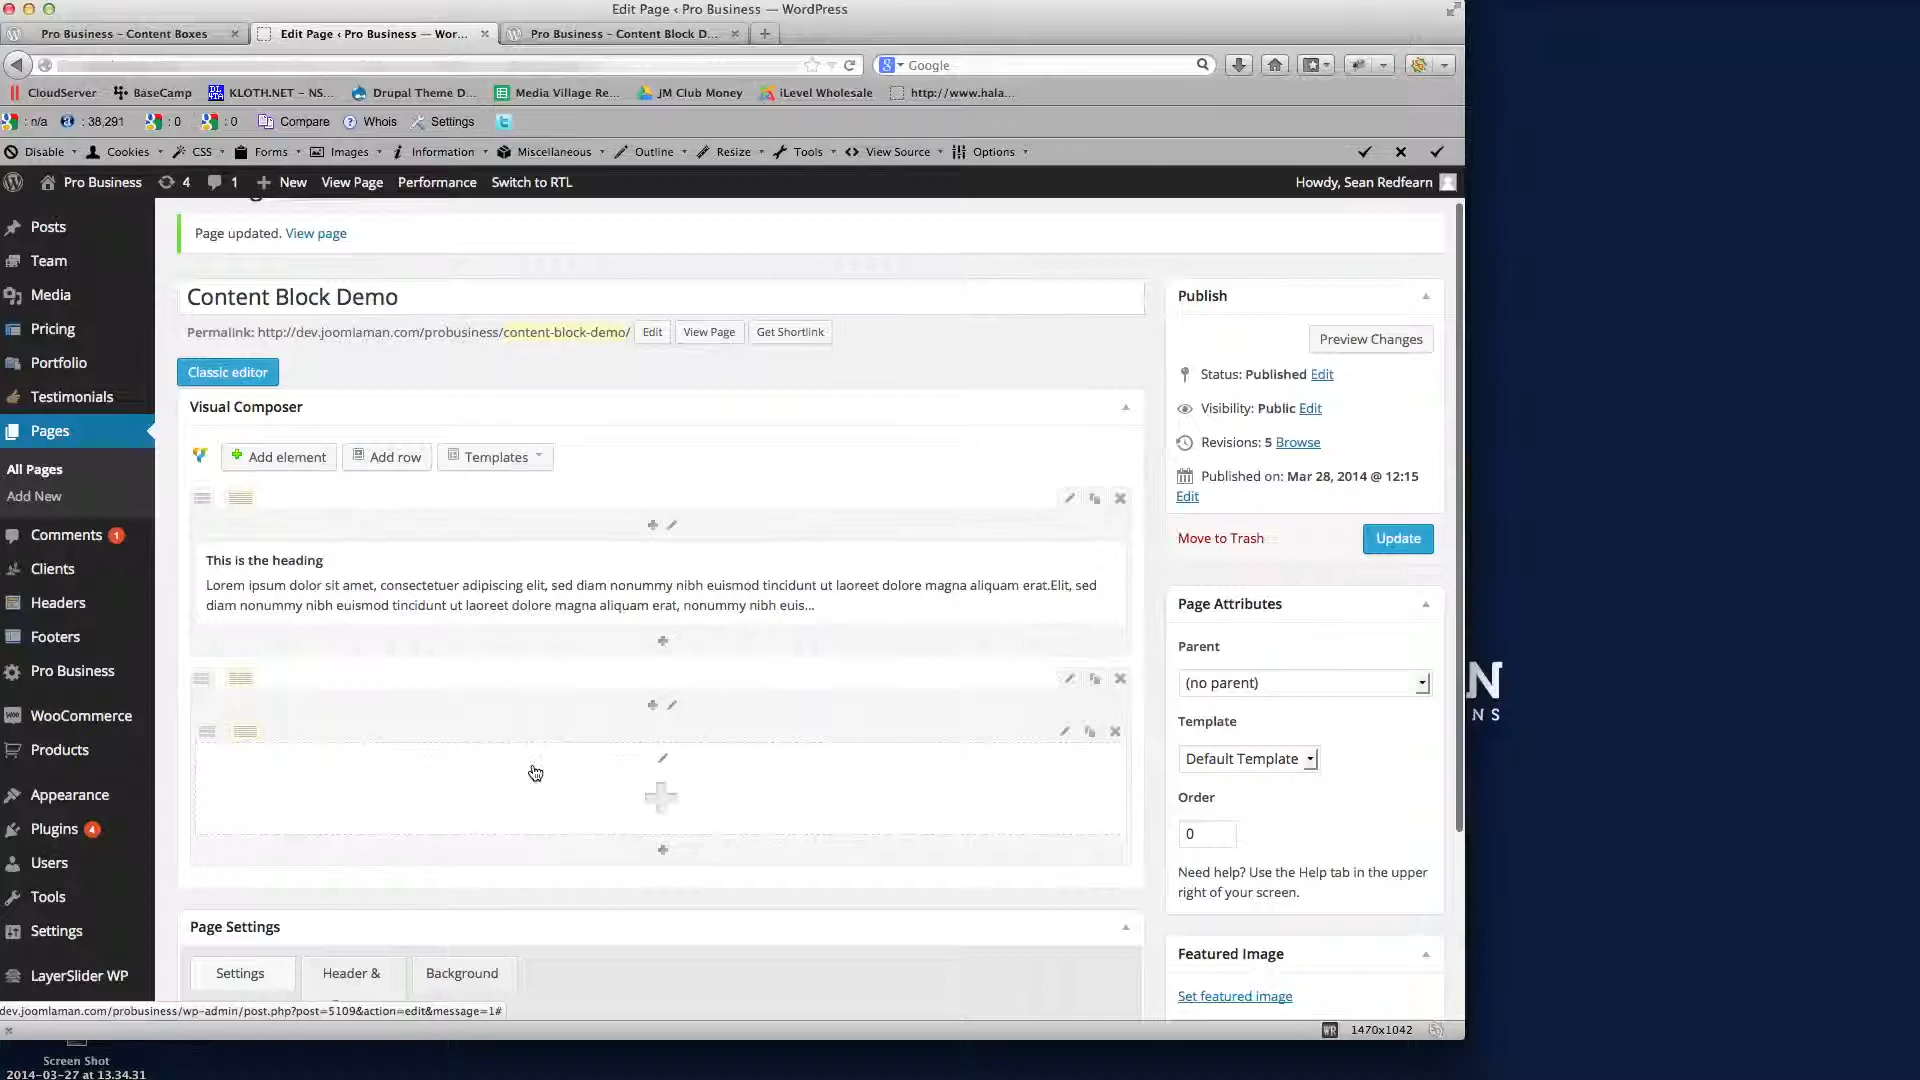 Edit Page ‹ Pro Business — WordPress
Pro Business – Content Boxes
Edit Page ‹ Pro Business — Wor...
Pro Business – Content Block D...
Google
CloudServer
BaseCamp
KLOTH.NET – NS...
Drupal Theme D...
Media Village Re...
JM Club Money
iLevel Wholesale
http://www.hala...
: n/a
: 38,291
: 0
: 0
Compare
Whois
Settings
Disable
Cookies
CSS
Forms
Images
Information
Miscellaneous
Outline
Resize
Tools
View Source
Options
Pro Business
4
1
New
View Page
Performance
Switch to RTL
Howdy, Sean Redfearn
Posts
Team
Media
Pricing
Portfolio
Testimonials
Pages
All Pages
Add New
Comments 1
Clients
Headers
Footers
Pro Business
WooCommerce
Products
Appearance
Plugins 4
Users
Tools
Settings
LayerSlider WP
Page updated. View page
Content Block Demo
Permalink: http://dev.joomlaman.com/probusiness/content-block-demo/
Edit
View Page
Get Shortlink
Classic editor
Visual Composer
Add element
Add row
Templates
This is the heading
Lorem ipsum dolor sit amet, consectetuer adipiscing elit, sed diam nonummy nibh euismod tincidunt ut laoreet dolore magna aliquam erat.Elit, sed
diam nonummy nibh euismod tincidunt ut laoreet dolore magna aliquam erat, nonummy nibh euis...
Page Settings
Settings
Header &
Background
Publish
Preview Changes
Status: Published Edit
Visibility: Public Edit
Revisions: 5 Browse
Published on: Mar 28, 2014 @ 12:15
Edit
Move to Trash
Update
Page Attributes
Parent
(no parent)
Template
Default Template
Order
0
Need help? Use the Help tab in the upper
right of your screen.
Featured Image
Set featured image
dev.joomlaman.com/probusiness/wp-admin/post.php?post=5109&action=edit&message=1#
1470x1042
N
N S
Screen Shot
2014-03-27 at 13.34.31